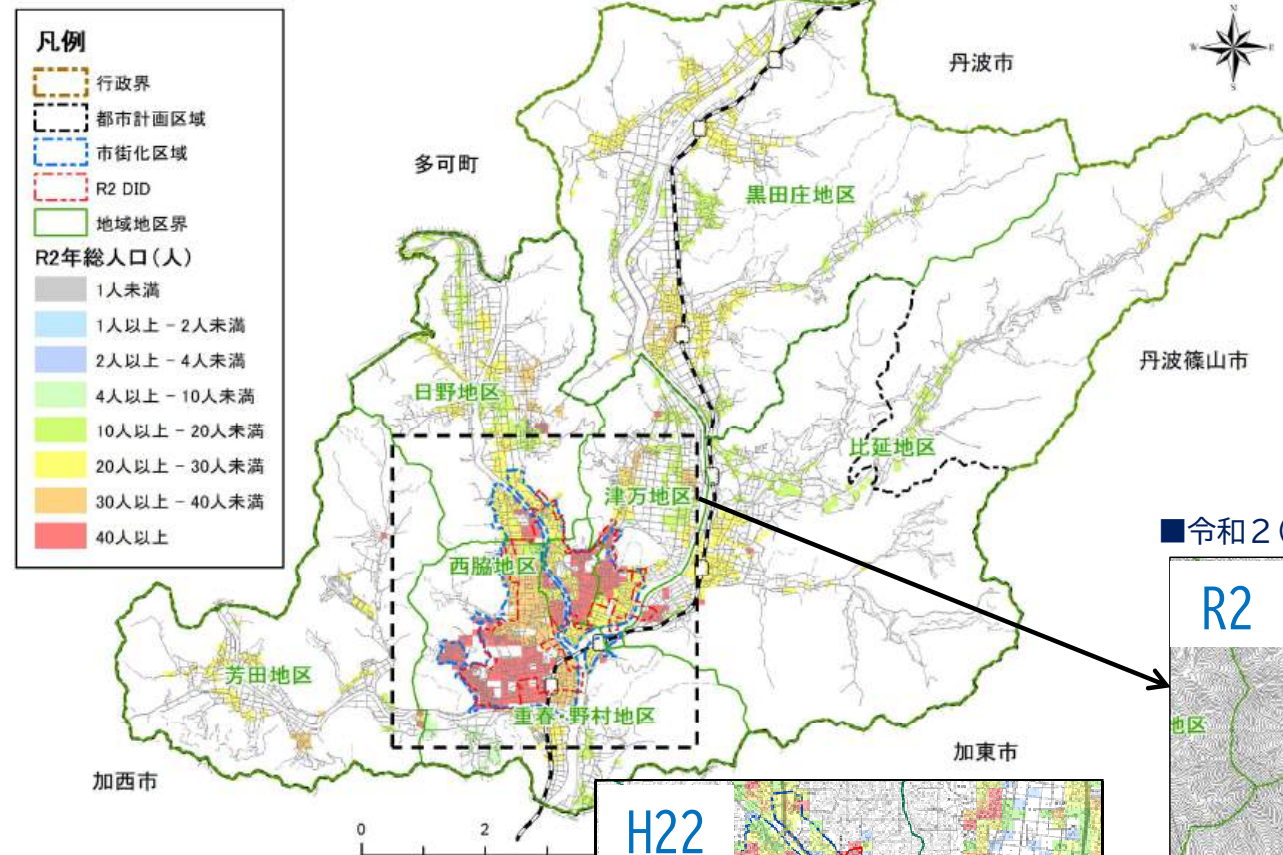 凡例
行政界
都市計画区域
市街化区域
R2 DID
地域地区界
R2年総人口(人)
1人未満
1人以上 - 2人未満
2人以上 - 4人未満
4人以上 - 10人未満
10人以上 - 20人未満
20人以上 - 30人未満
30人以上 - 40人未満
40人以上
N
W
E
S
丹波市
多可町
黒田庄地区
丹波篠山市
日野地区
比延地区
津万地区
西脇地区
芳田地区
重春・野村地区
加西市
加東市
0 2
■令和2(
R2
地区
H22